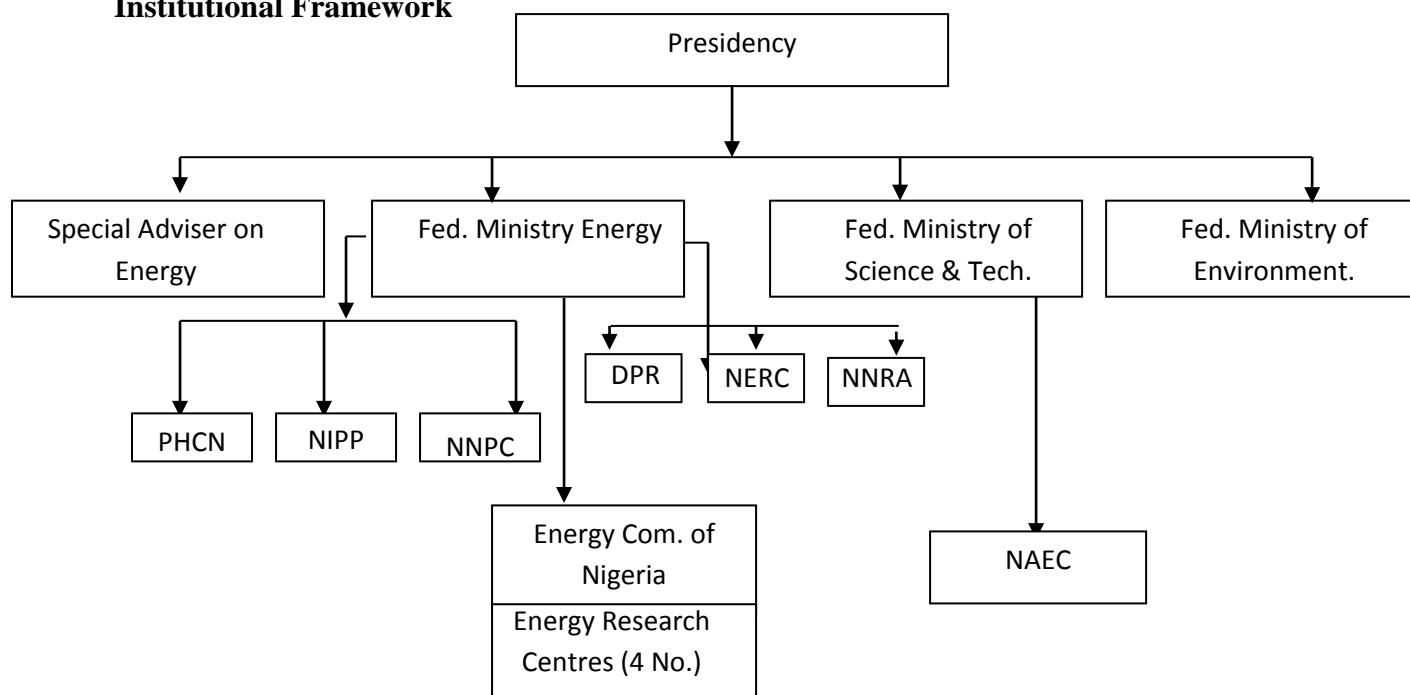 Institutional Framework
Presidency
Special Adviser on
Energy
Fed. Ministry Energy
Fed. Ministry of
Science & Tech.
Fed. Ministry of
Environment.
DPR
NERC
NNRA
PHCN
NIPP
NNPC
Energy Com. of
Nigeria
Energy Research
Centres (4 No.)
NAEC